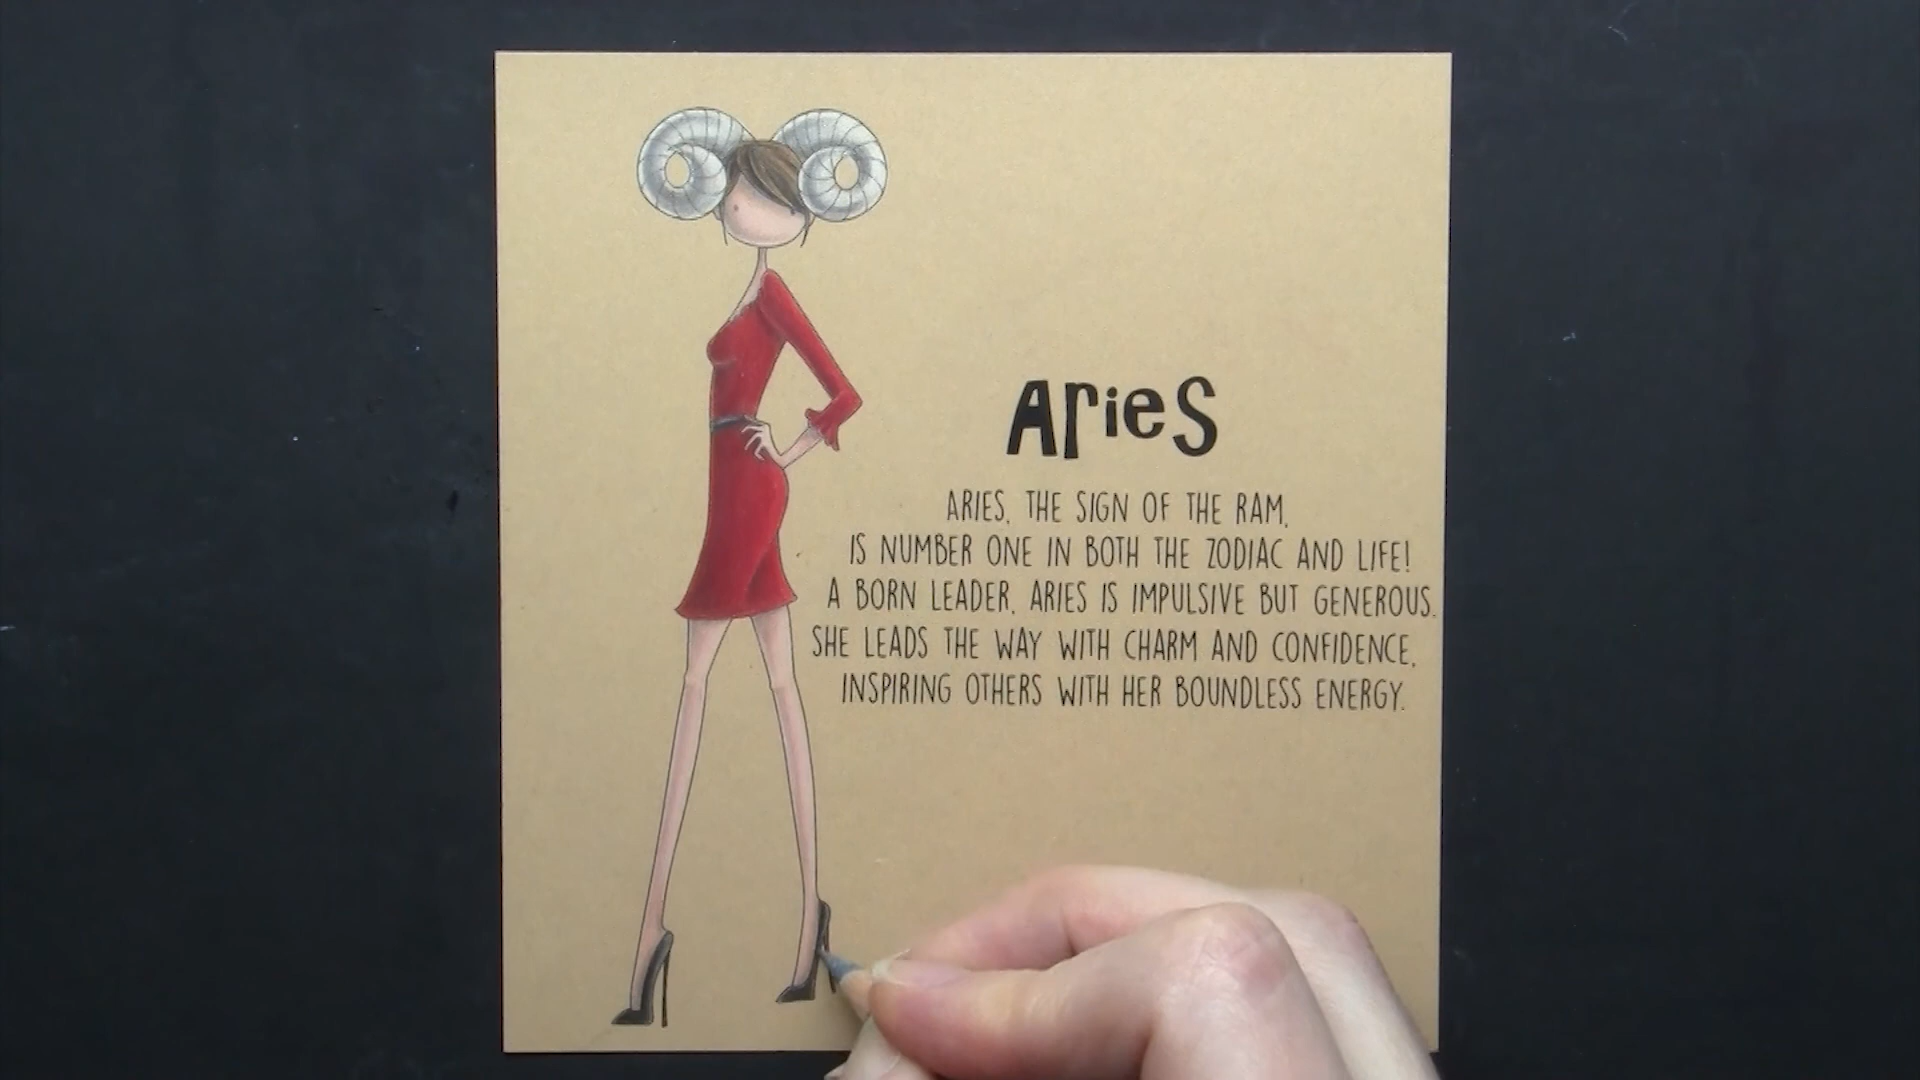 Aries
ARIES, THE SIGN OF THE RAM,
IS NUMBER ONE IN BOTH THE ZODIAC AND LIFE!
A BORN LEADER, ARIES IS IMPULSIVE BUT GENEROUS.
SHE LEADS THE WAY WITH CHARM AND CONFIDENCE,
INSPIRING OTHERS WITH HER BOUNDLESS ENERGY.